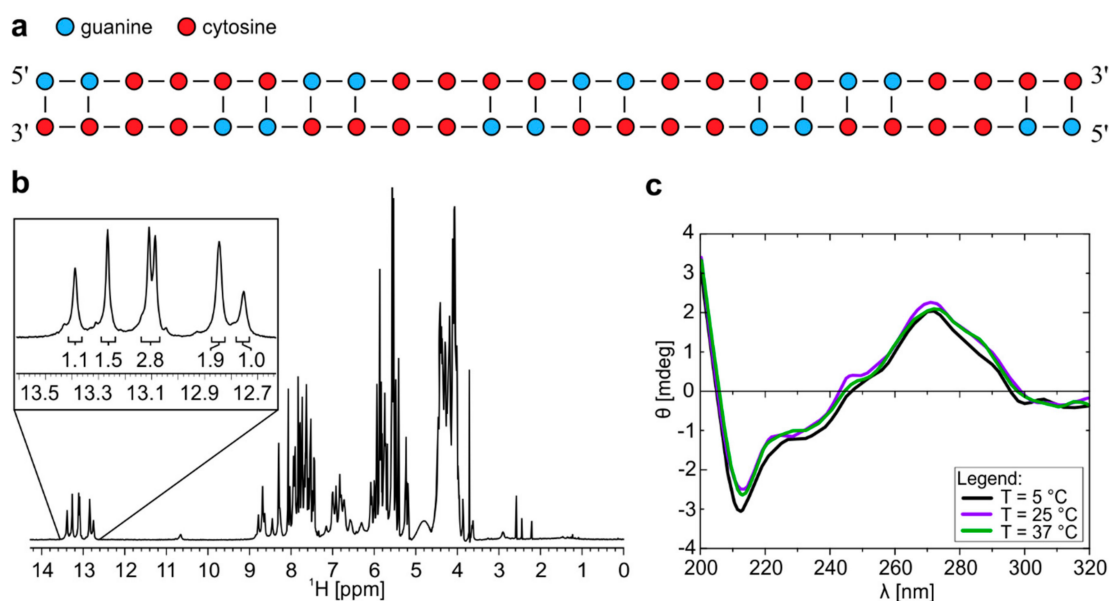 a guanine cytosine
5' 3'
3' 5'
b
1.1 1.5 2.8 1.9 1.0
13.5 13.3 13.1 12.9 12.7
14 13 12 11 10 9 8 7 6 5 4 3 2 1 0
¹H [ppm]
c
4
3
2
1
0
-1
-2
-3
-4
θ [mdeg]
Legend:
T = 5 °C
T = 25 °C
T = 37 °C
200 220 240 260 280 300 320
λ [nm]